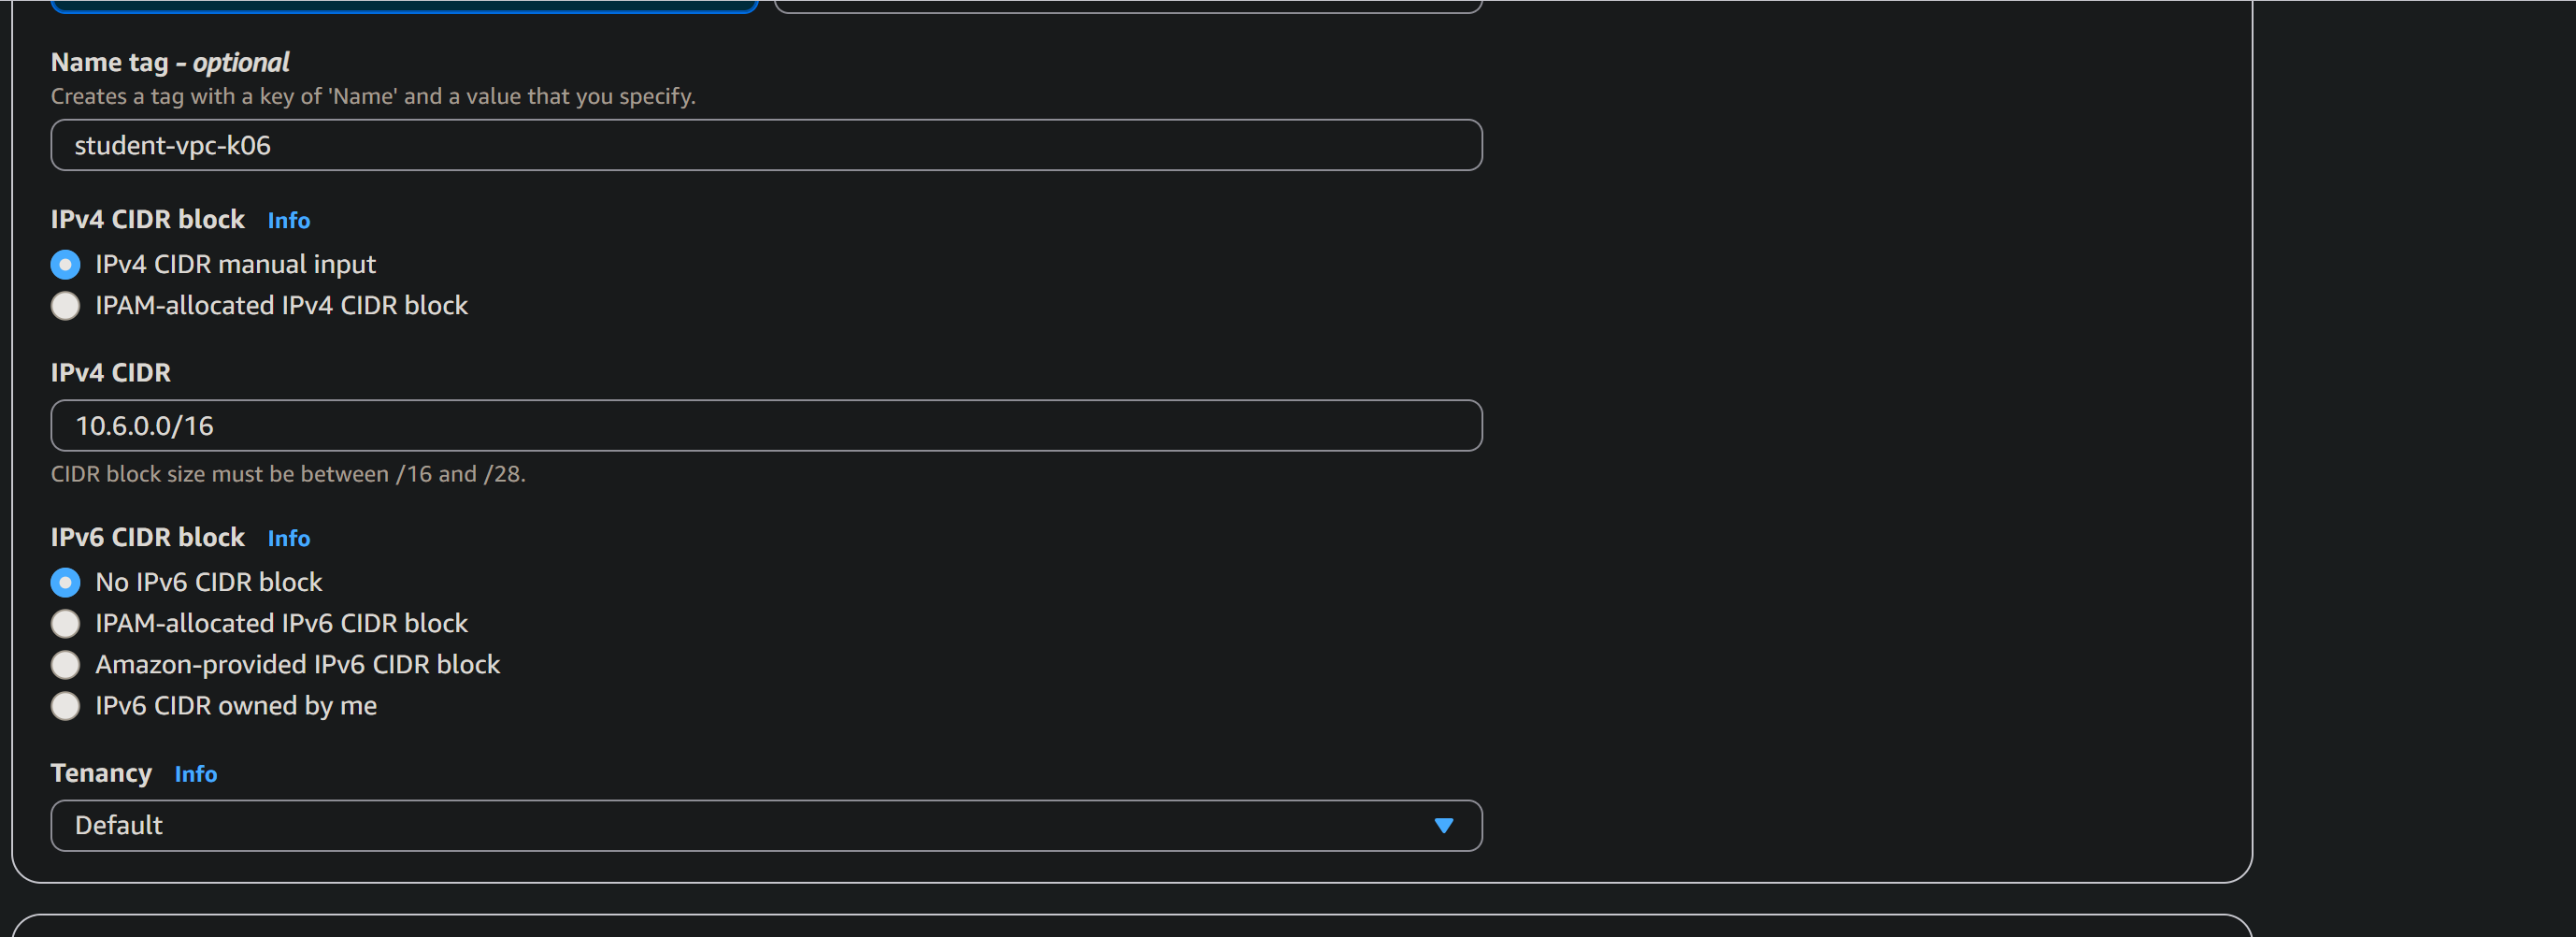 Name tag - optional
Creates a tag with a key of 'Name' and a value that you specify.
student-vpc-k06
IPv4 CIDR block Info
IPv4 CIDR manual input
IPAM-allocated IPv4 CIDR block
IPv4 CIDR
10.6.0.0/16
CIDR block size must be between /16 and /28.
IPv6 CIDR block Info
No IPv6 CIDR block
IPAM-allocated IPv6 CIDR block
Amazon-provided IPv6 CIDR block
IPv6 CIDR owned by me
Tenancy Info
Default